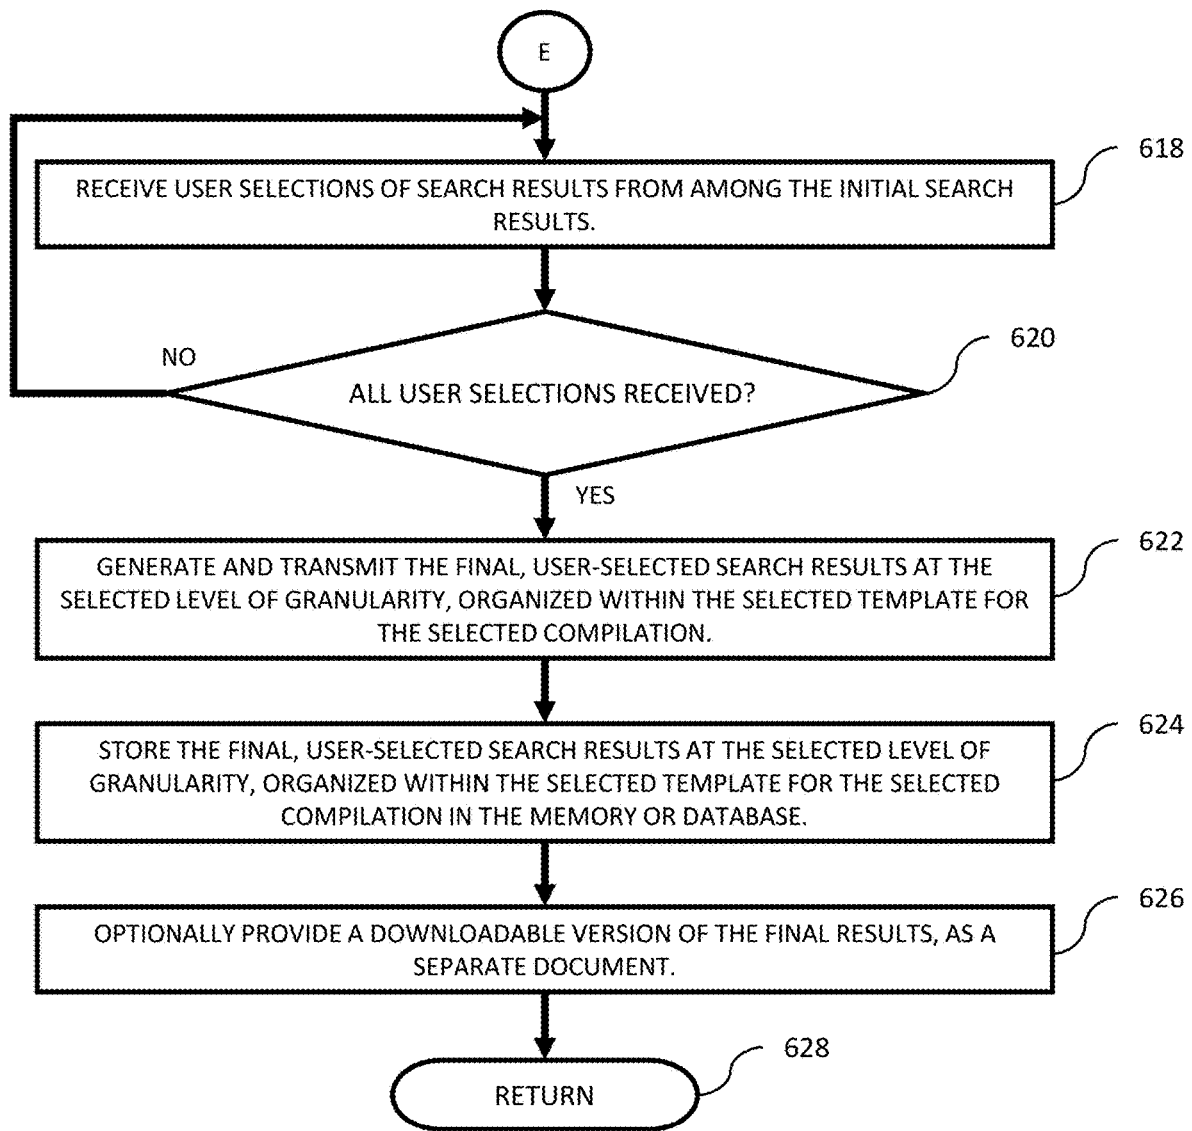 E
RECEIVE USER SELECTIONS OF SEARCH RESULTS FROM AMONG THE INITIAL SEARCH
RESULTS.
618
NO
ALL USER SELECTIONS RECEIVED?
620
YES
GENERATE AND TRANSMIT THE FINAL, USER-SELECTED SEARCH RESULTS AT THE
SELECTED LEVEL OF GRANULARITY, ORGANIZED WITHIN THE SELECTED TEMPLATE FOR
THE SELECTED COMPILATION.
622
STORE THE FINAL, USER-SELECTED SEARCH RESULTS AT THE SELECTED LEVEL OF
GRANULARITY, ORGANIZED WITHIN THE SELECTED TEMPLATE FOR THE SELECTED
COMPILATION IN THE MEMORY OR DATABASE.
624
OPTIONALLY PROVIDE A DOWNLOADABLE VERSION OF THE FINAL RESULTS, AS A
SEPARATE DOCUMENT.
626
RETURN
628